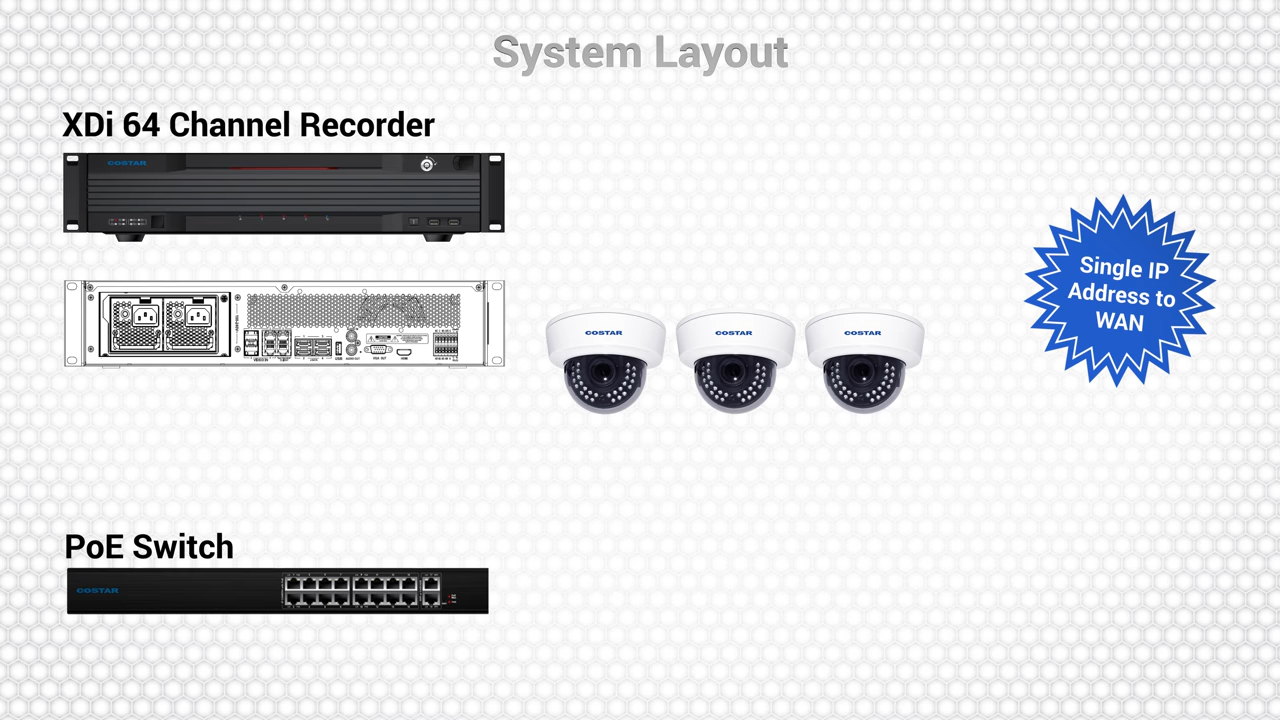 System Layout
XDi 64 Channel Recorder
COSTAR
Single IP
Address to
WAN
COSTAR
COSTAR
COSTAR
PoE Switch
COSTAR